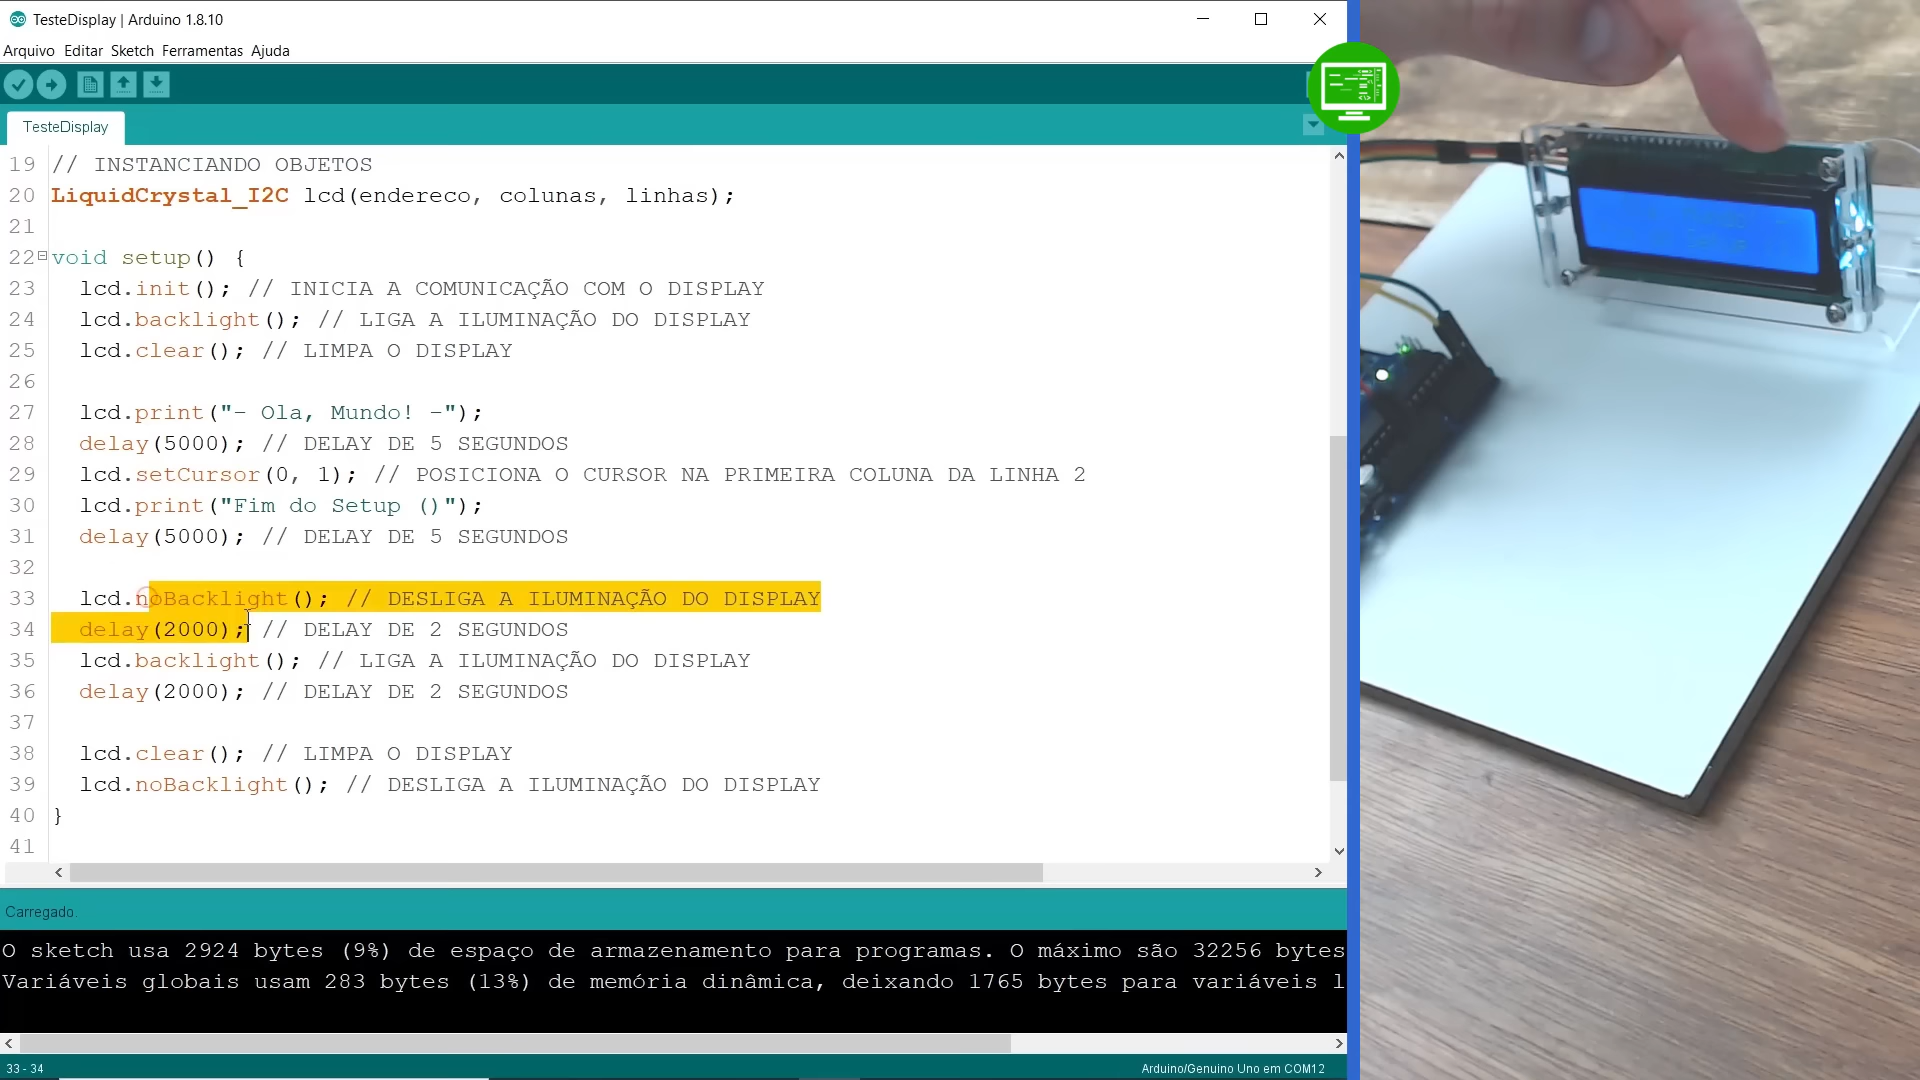 TesteDisplay | Arduino 1.8.10
Arquivo Editar Sketch Ferramentas Ajuda
TesteDisplay
19 // INSTANCIANDO OBJETOS
20 LiquidCrystal_I2C lcd(endereco, colunas, linhas);
21
22 void setup() {
23 lcd.init(); // INICIA A COMUNICAÇÃO COM O DISPLAY
24 lcd.backlight(); // LIGA A ILUMINAÇÃO DO DISPLAY
25 lcd.clear(); // LIMPA O DISPLAY
26
27 lcd.print("- Ola, Mundo! -");
28 delay(5000); // DELAY DE 5 SEGUNDOS
29 lcd.setCursor(0, 1); // POSICIONA O CURSOR NA PRIMEIRA COLUNA DA LINHA 2
30 lcd.print("Fim do Setup ()");
31 delay(5000); // DELAY DE 5 SEGUNDOS
32
33 lcd.noBacklight(); // DESLIGA A ILUMINAÇÃO DO DISPLAY
34 delay(2000); // DELAY DE 2 SEGUNDOS
35 lcd.backlight(); // LIGA A ILUMINAÇÃO DO DISPLAY
36 delay(2000); // DELAY DE 2 SEGUNDOS
37
38 lcd.clear(); // LIMPA O DISPLAY
39 lcd.noBacklight(); // DESLIGA A ILUMINAÇÃO DO DISPLAY
40 }
41
Carregado.
O sketch usa 2924 bytes (9%) de espaço de armazenamento para programas. O máximo são 32256 bytes
Variáveis globais usam 283 bytes (13%) de memória dinâmica, deixando 1765 bytes para variáveis l
33 - 34
Arduino/Genuino Uno em COM12